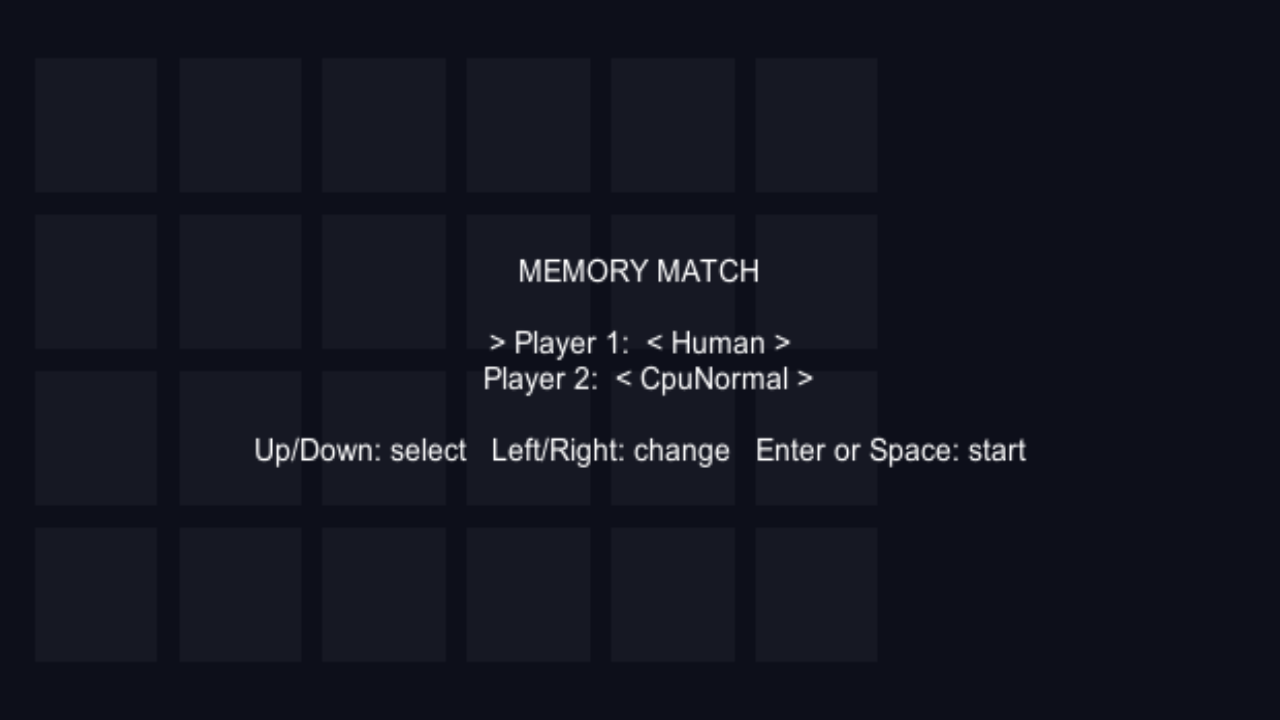 MEMORY MATCH
> Player 1: < Human >
Player 2: < CpuNormal >
Up/Down: select Left/Right: change Enter or Space: start